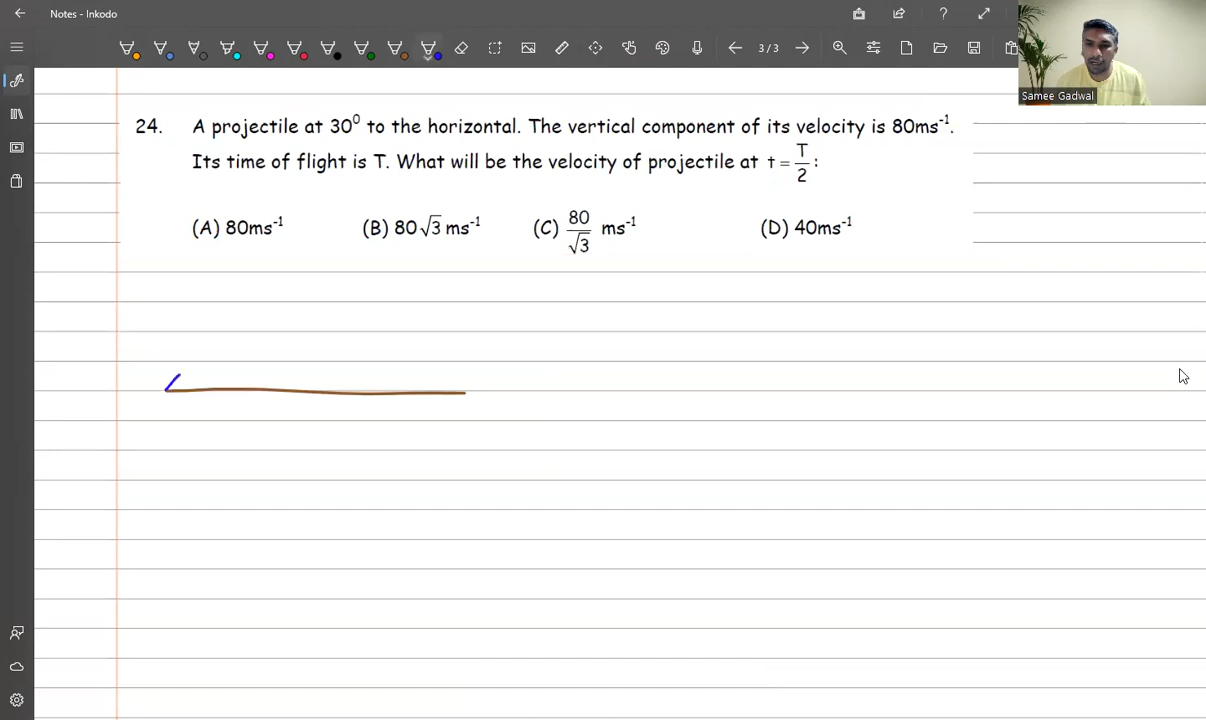 Notes - Inkodo
3 / 3
Samee Gadwal
24. A projectile at 30⁰ to the horizontal. The vertical component of its velocity is 80ms⁻¹.
Its time of flight is T. What will be the velocity of projectile at t = T/2 :
(A) 80ms⁻¹ (B) 80√3 ms⁻¹ (C) 80/√3 ms⁻¹ (D) 40ms⁻¹